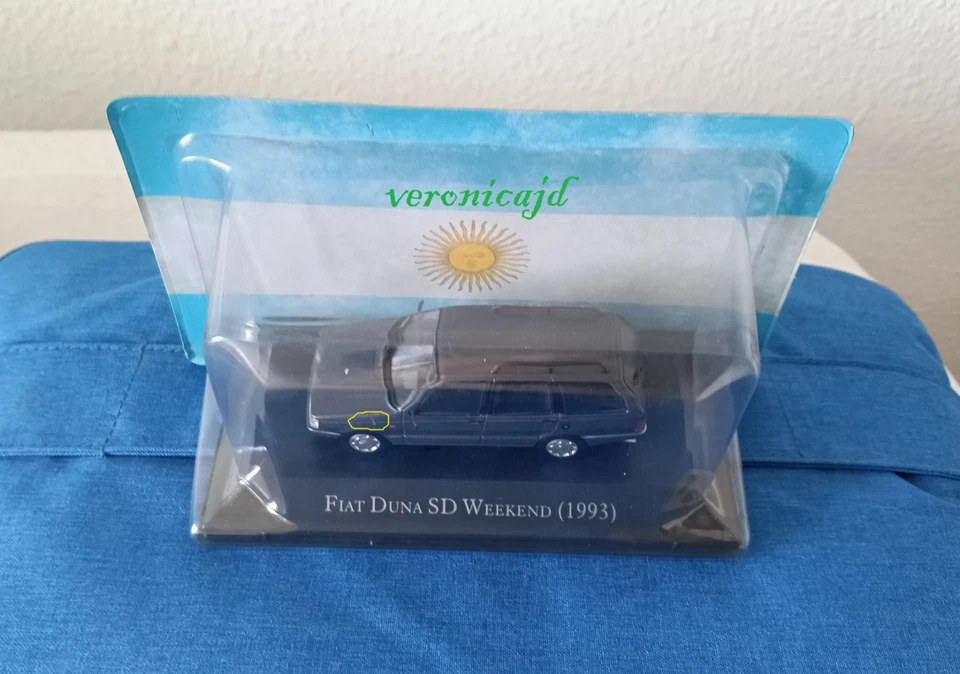 veronicajd
FIAT DUNA SD WEEKEND (1993)